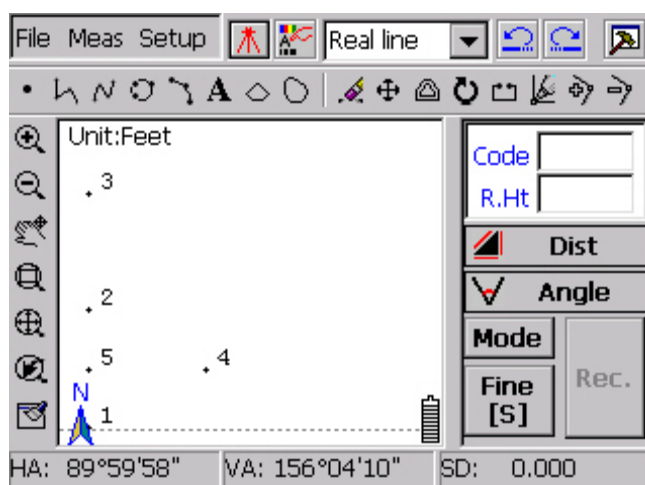 File Meas Setup Real line
A
Unit:Feet
Code
3
R.Ht
Dist
2
Angle
Mode
5
4
Fine
[S]
Rec.
N
1
HA: 89°59'58" VA: 156°04'10" SD: 0.000